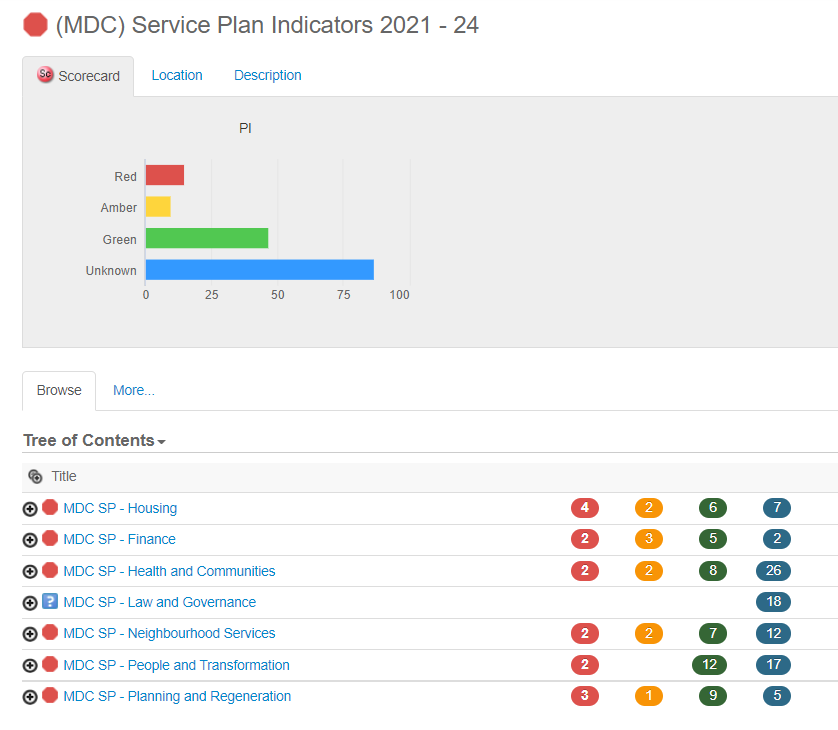 (MDC) Service Plan Indicators 2021 - 24
Sc Scorecard Location Description
PI
Red
Amber
Green
Unknown
0 25 50 75 100
Browse More...
Tree of Contents
Title
MDC SP - Housing 4 2 6 7
MDC SP - Finance 2 3 5 2
MDC SP - Health and Communities 2 2 8 26
? MDC SP - Law and Governance 18
MDC SP - Neighbourhood Services 2 2 7 12
MDC SP - People and Transformation 2 12 17
MDC SP - Planning and Regeneration 3 1 9 5